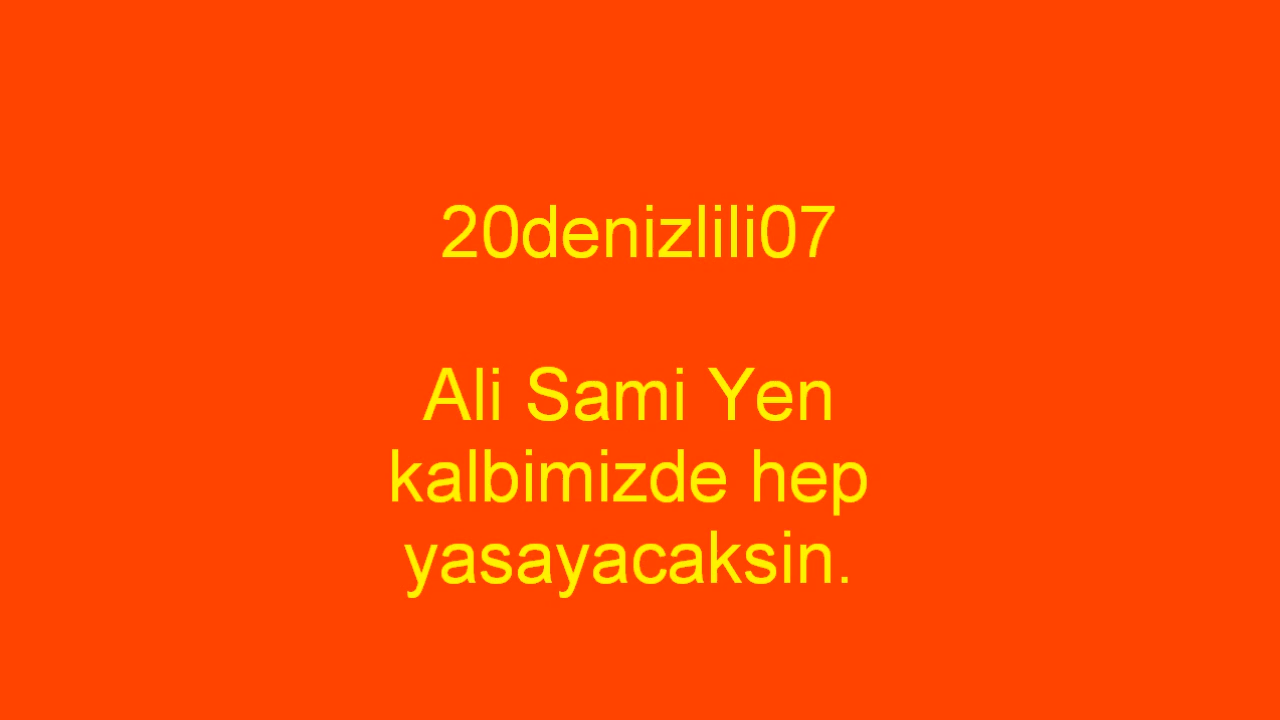 20denizlili07
Ali Sami Yen
kalbimizde hep
yasayacaksin.